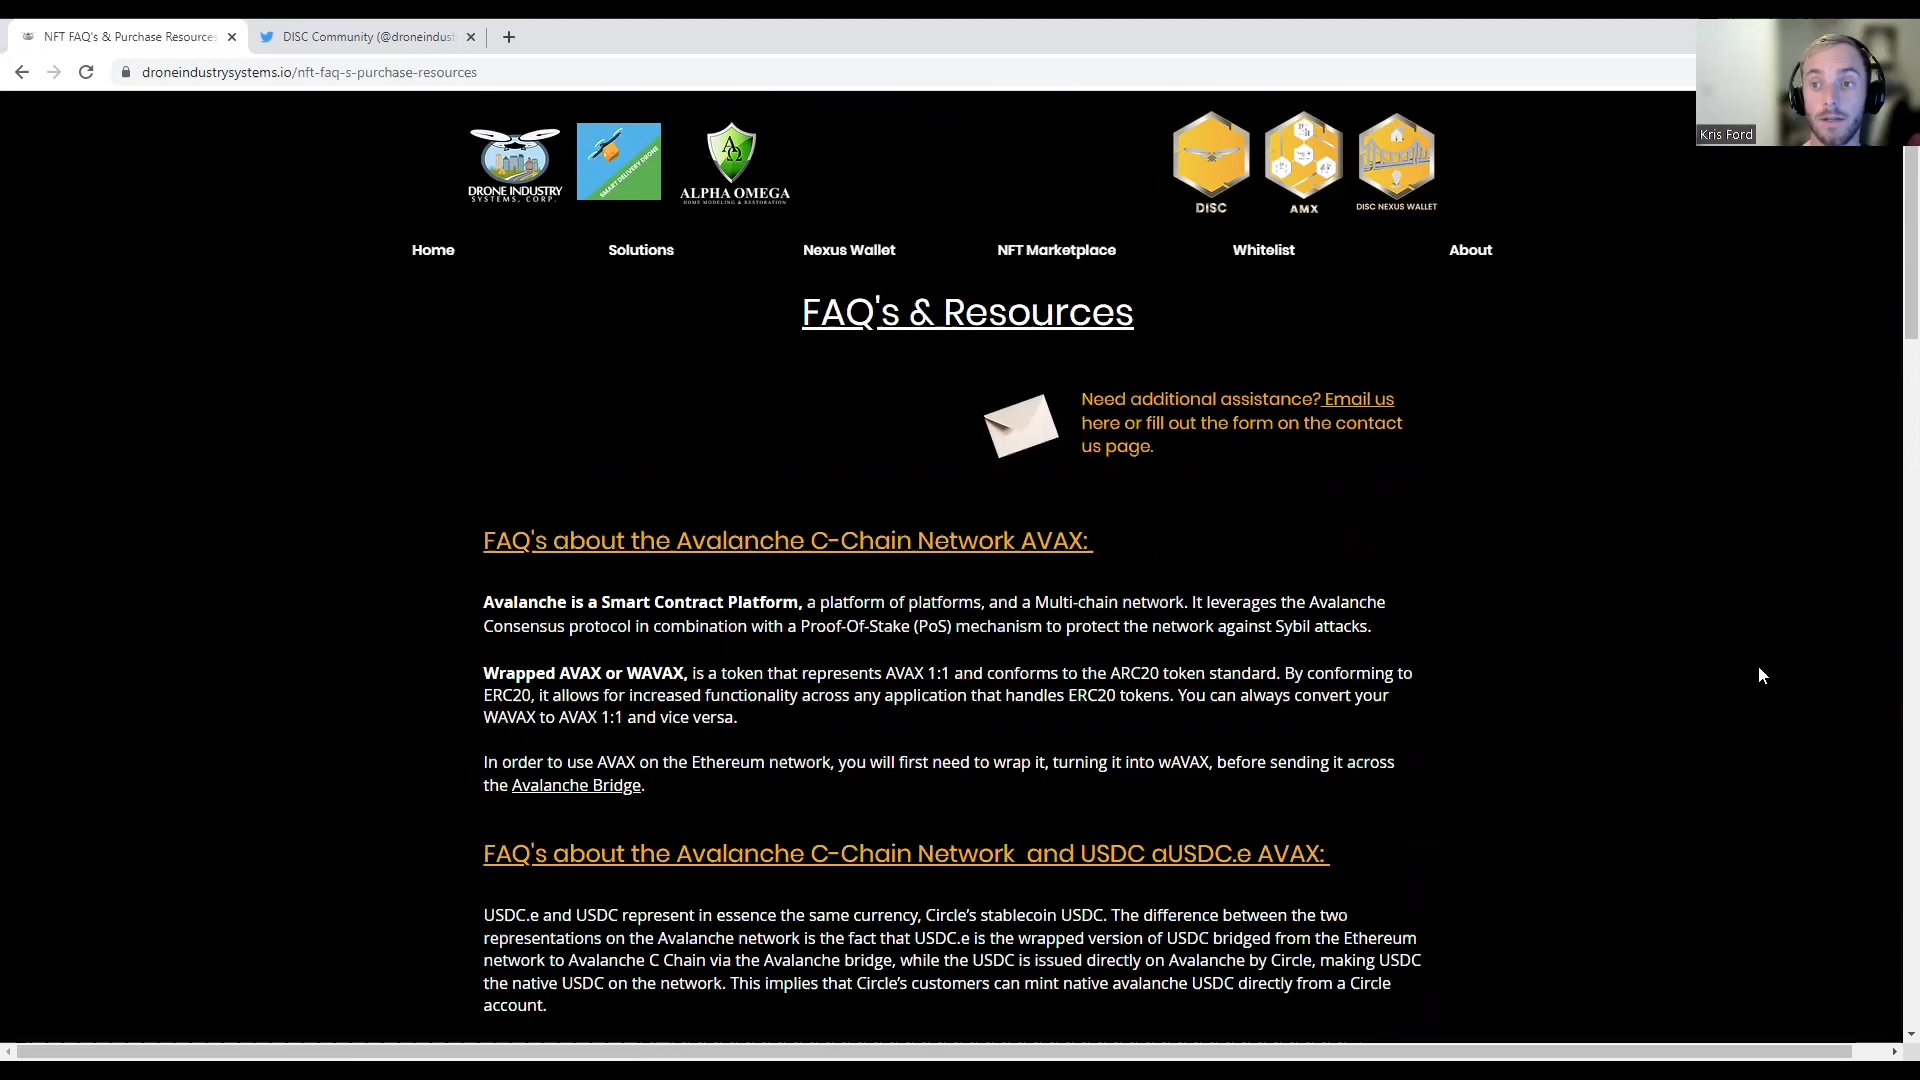 NFT FAQ's & Purchase Resources
DISC Community (@droneindust
droneindustrysystems.io/nft-faq-s-purchase-resources
Kris Ford
DRONE INDUSTRY
SYSTEMS, CORP.
SMART DELIVERY DRONE
ΑΩ
ALPHA OMEGA
HOME MODELING & RESTORATION
DISC
AMX
DISC NEXUS WALLET
Home
Solutions
Nexus Wallet
NFT Marketplace
Whitelist
About
FAQ's & Resources
Need additional assistance? Email us
here or fill out the form on the contact
us page.
FAQ's about the Avalanche C-Chain Network AVAX:
Avalanche is a Smart Contract Platform, a platform of platforms, and a Multi-chain network. It leverages the Avalanche
Consensus protocol in combination with a Proof-Of-Stake (PoS) mechanism to protect the network against Sybil attacks.
Wrapped AVAX or WAVAX, is a token that represents AVAX 1:1 and conforms to the ARC20 token standard. By conforming to
ERC20, it allows for increased functionality across any application that handles ERC20 tokens. You can always convert your
WAVAX to AVAX 1:1 and vice versa.
In order to use AVAX on the Ethereum network, you will first need to wrap it, turning it into wAVAX, before sending it across
the Avalanche Bridge.
FAQ's about the Avalanche C-Chain Network  and USDC aUSDC.e AVAX:
USDC.e and USDC represent in essence the same currency, Circle's stablecoin USDC. The difference between the two
representations on the Avalanche network is the fact that USDC.e is the wrapped version of USDC bridged from the Ethereum
network to Avalanche C Chain via the Avalanche bridge, while the USDC is issued directly on Avalanche by Circle, making USDC
the native USDC on the network. This implies that Circle's customers can mint native avalanche USDC directly from a Circle
account.